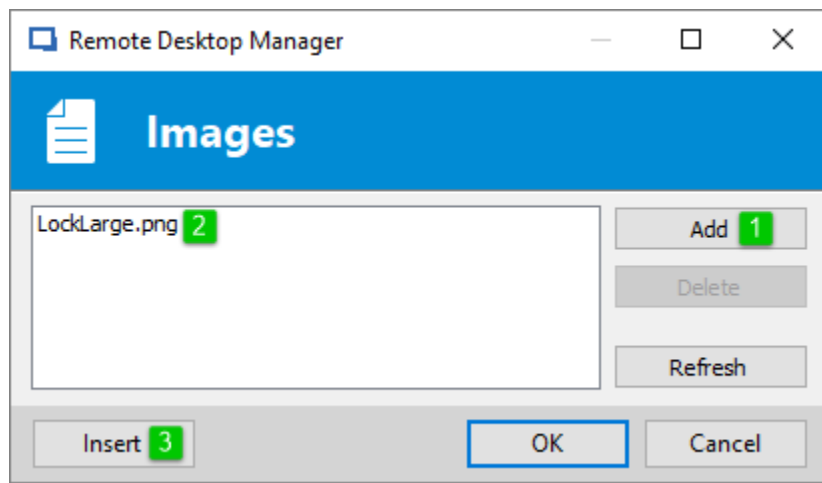 Remote Desktop Manager
Images
LockLarge.png 2
Add 1
Delete
Refresh
Insert 3
OK
Cancel